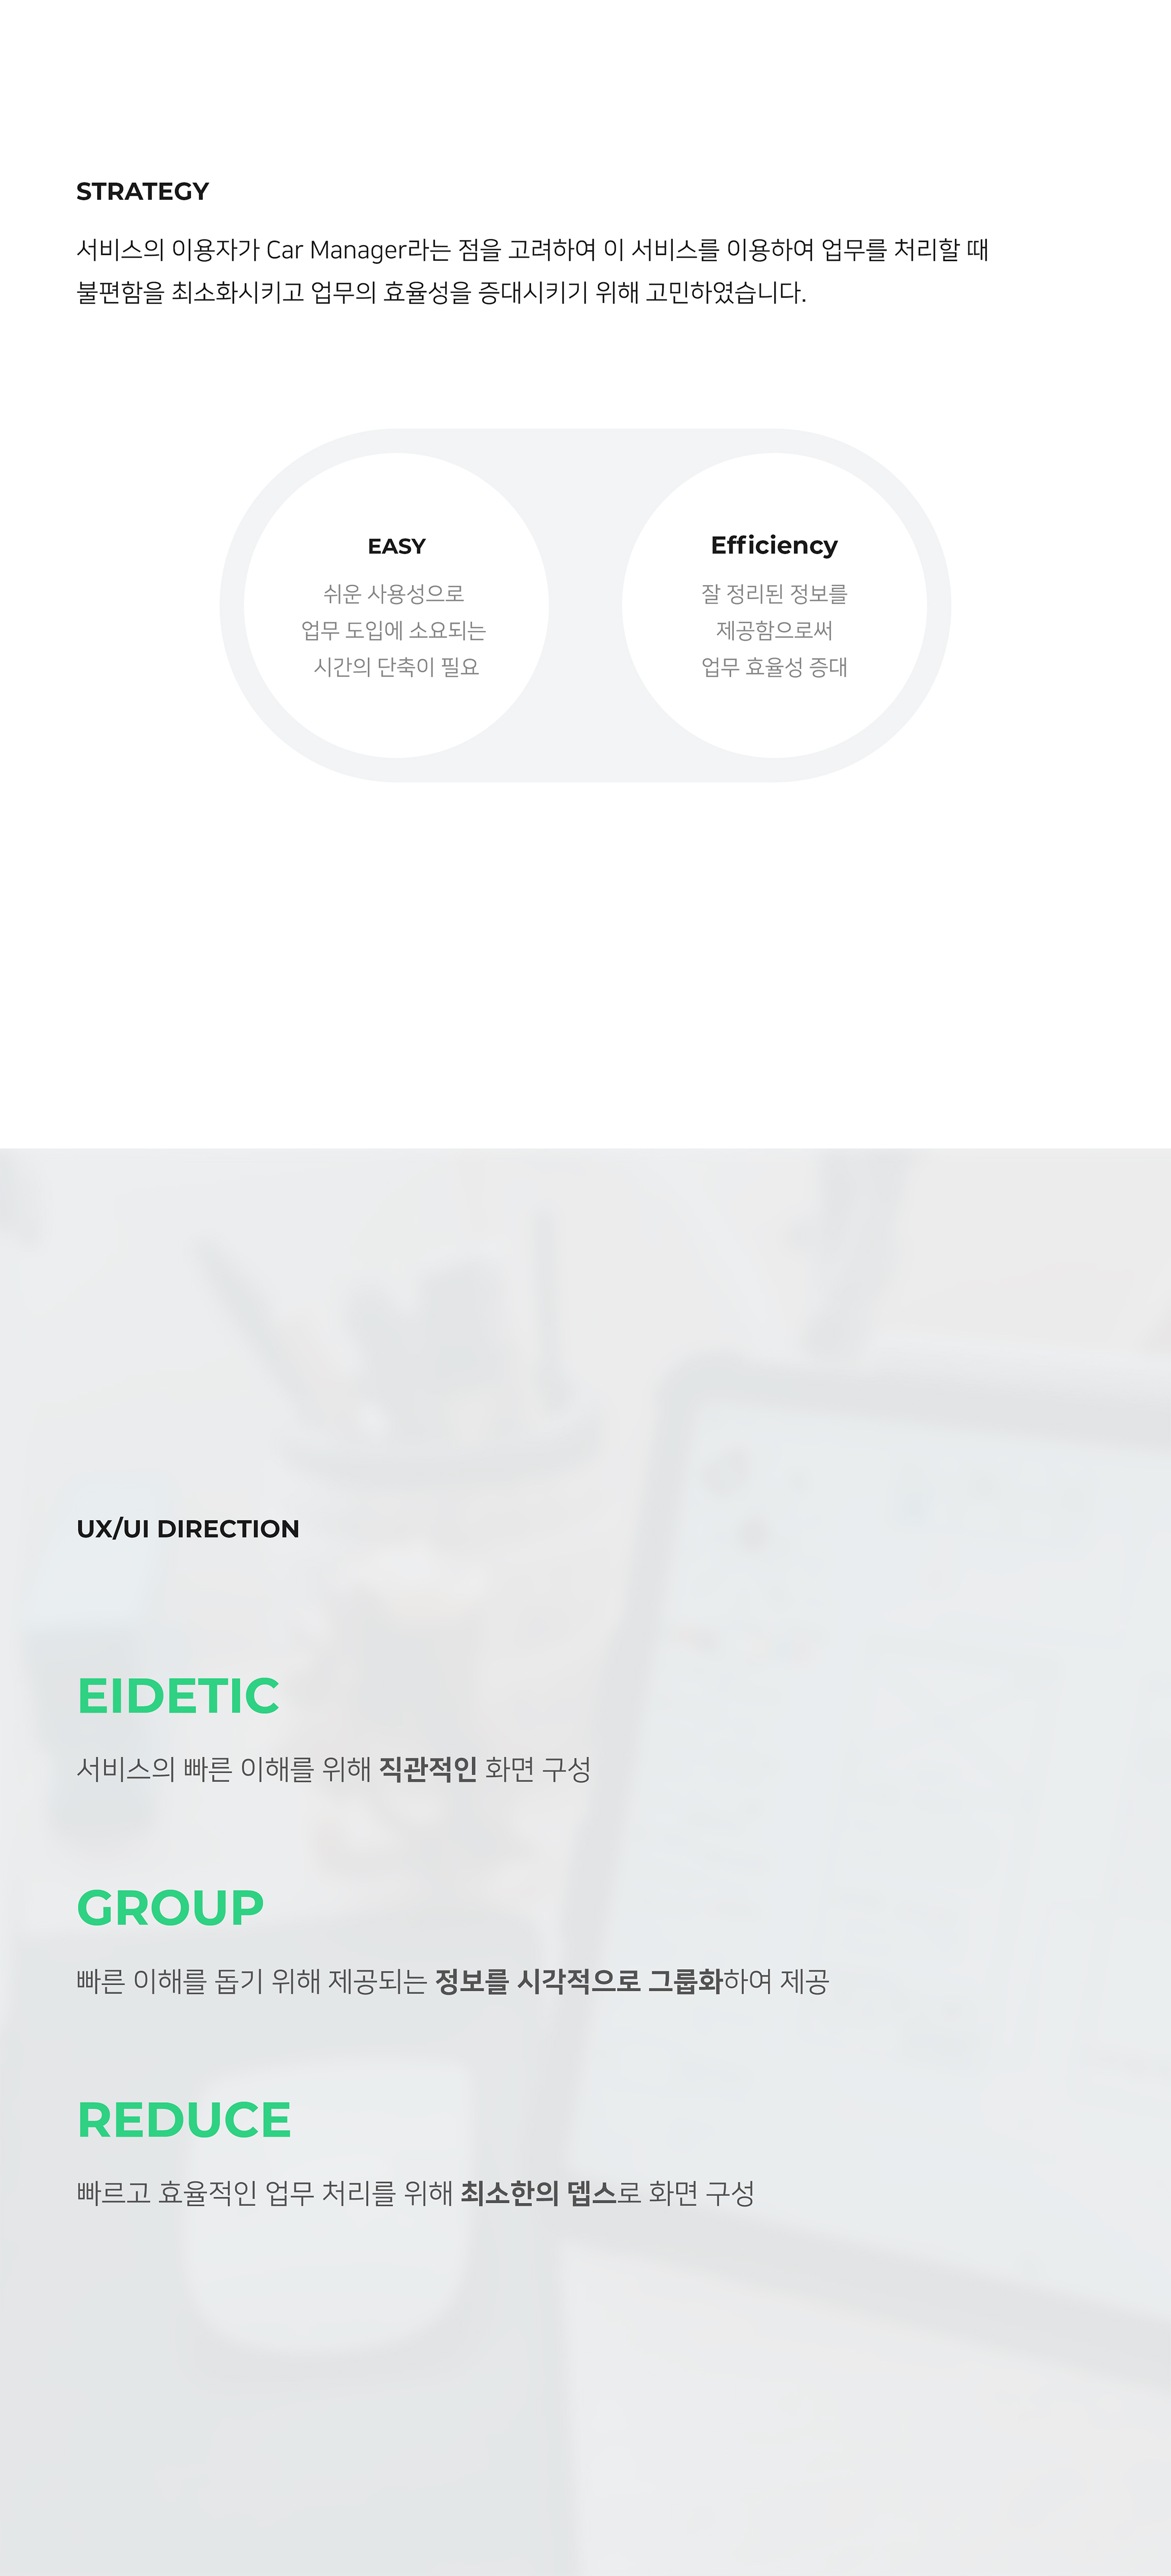 STRATEGY
서비스의 이용자가 Car Manager라는 점을 고려하여 이 서비스를 이용하여 업무를 처리할 때
불편함을 최소화시키고 업무의 효율성을 증대시키기 위해 고민하였습니다.
EASY
쉬운 사용성으로
업무 도입에 소요되는
시간의 단축이 필요
Efficiency
잘 정리된 정보를
제공함으로써
업무 효율성 증대
UX/UI DIRECTION
EIDETIC
서비스의 빠른 이해를 위해 직관적인 화면 구성
GROUP
빠른 이해를 돕기 위해 제공되는 정보를 시각적으로 그룹화하여 제공
REDUCE
빠르고 효율적인 업무 처리를 위해 최소한의 뎁스로 화면 구성